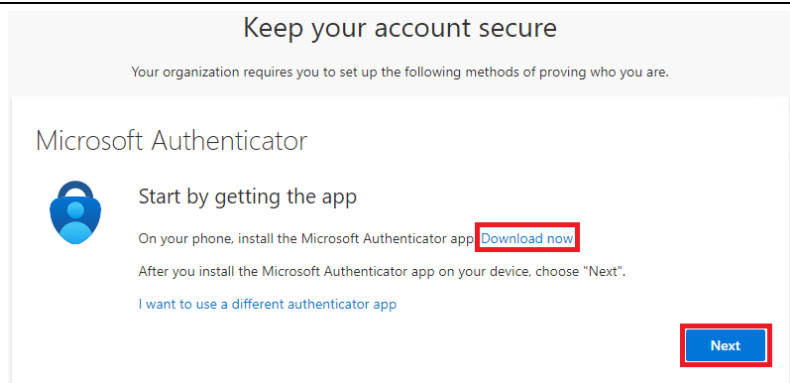 Keep your account secure
Your organization requires you to set up the following methods of proving who you are.
Microsoft Authenticator
Start by getting the app
On your phone, install the Microsoft Authenticator app. Download now
After you install the Microsoft Authenticator app on your device, choose "Next".
I want to use a different authenticator app
Next